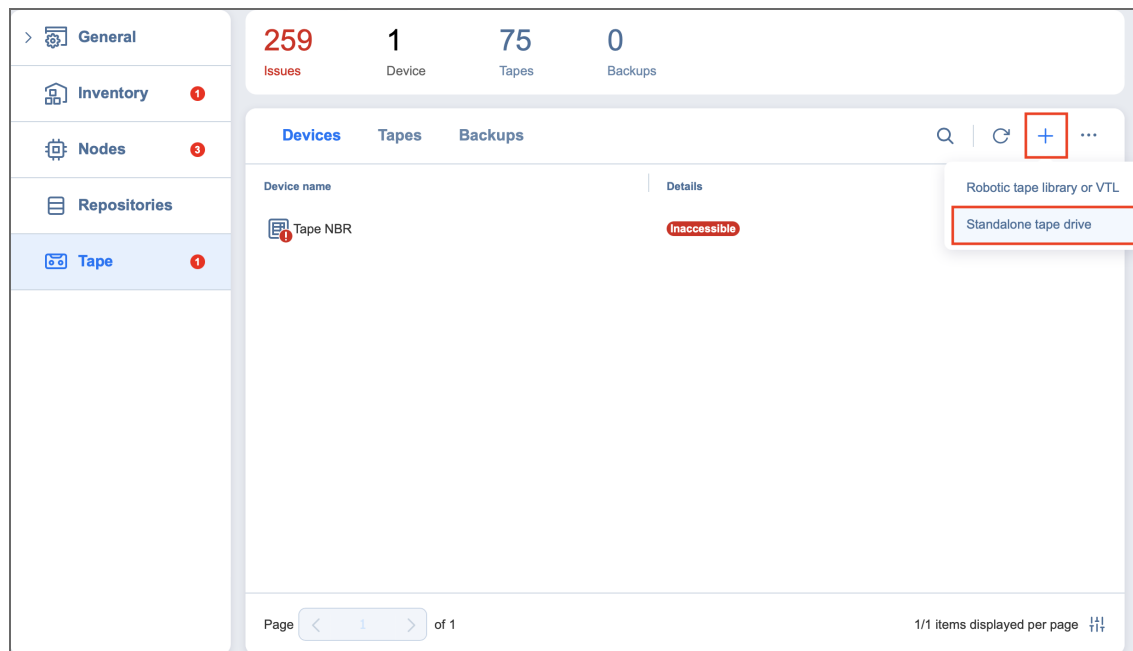 General
Inventory 1
Nodes 3
Repositories
Tape 1
259 1 75 0
Issues Device Tapes Backups
Devices Tapes Backups
Robotic tape library or VTL
Standalone tape drive
Device name Details
Tape NBR Inaccessible
Page 1 of 1 1/1 items displayed per page